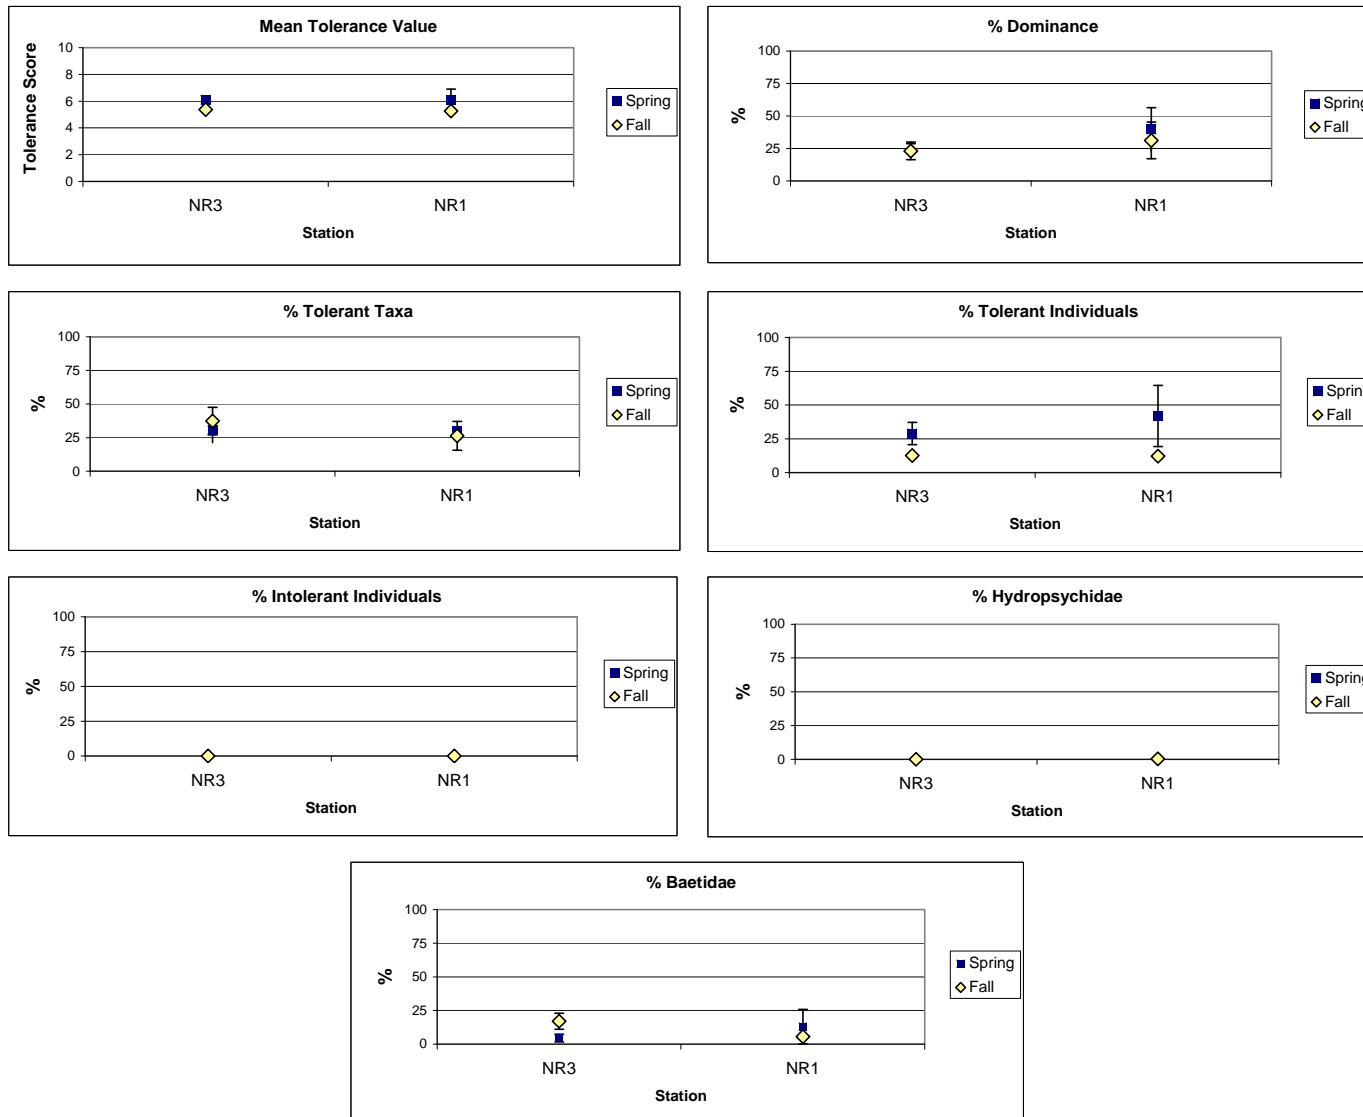 Mean Tolerance Value
Tolerance Score
10
8
6
4
2
0
NR3 NR1
Station
Spring
Fall
% Dominance
%
100
75
50
25
0
NR3 NR1
Station
Spring
Fall
% Tolerant Taxa
%
100
75
50
25
0
NR3 NR1
Station
Spring
Fall
% Tolerant Individuals
%
100
75
50
25
0
NR3 NR1
Station
Sprin
Fall
% Intolerant Individuals
%
100
75
50
25
0
NR3 NR1
Station
Spring
Fall
% Hydropsychidae
%
100
75
50
25
0
NR3 NR1
Station
Spring
Fall
% Baetidae
%
100
75
50
25
0
NR3 NR1
Station
Spring
Fall